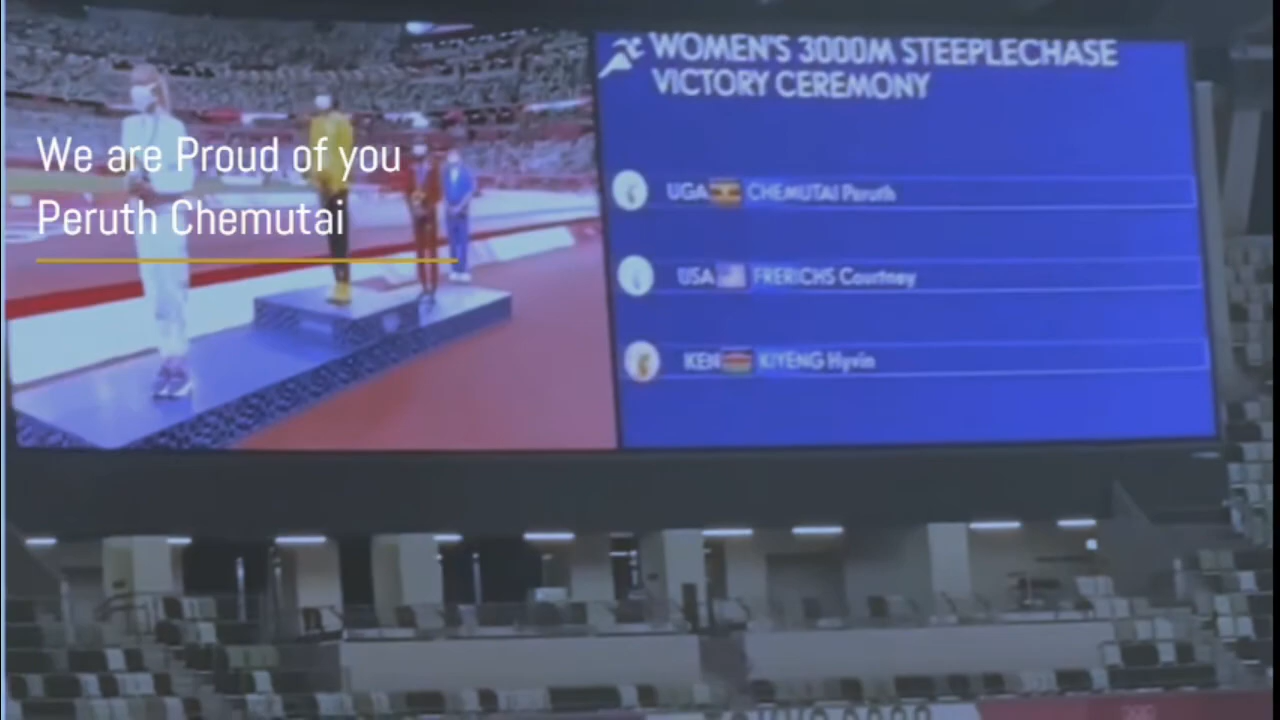 We are Proud of you
Peruth Chemutai
WOMEN'S 3000M STEEPLECHASE
VICTORY CEREMONY
UGA CHEMUTAI Peruth
USA FRERICHS Courtney
KEN KIYENG Hyvin